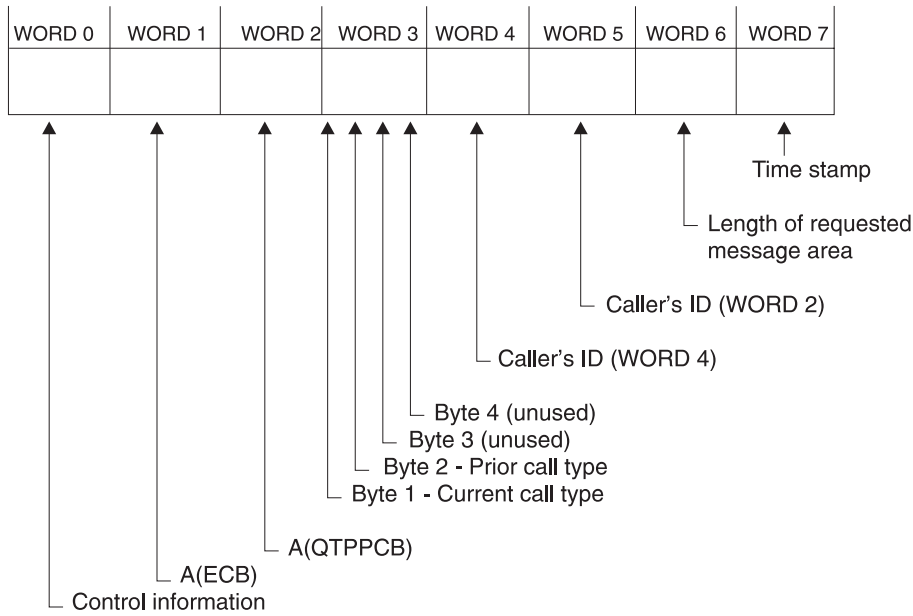 WORD 0 WORD 1 WORD 2 WORD 3 WORD 4 WORD 5 WORD 6 WORD 7
Time stamp
Length of requested
message area
Caller's ID (WORD 2)
Caller's ID (WORD 4)
Byte 4 (unused)
Byte 3 (unused)
Byte 2 - Prior call type
Byte 1 - Current call type
A(QTPPCB)
A(ECB)
Control information